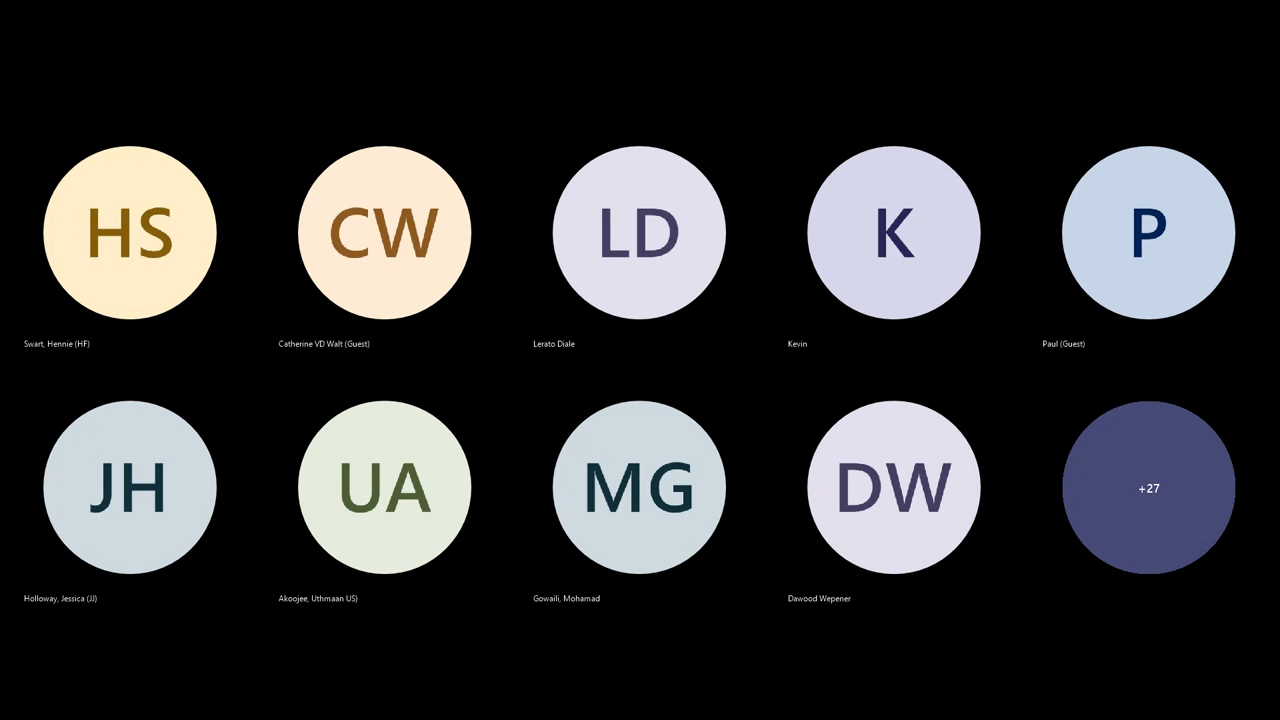 HS
CW
LD
K
P
Swart, Hennie (HF)
Catherine VD Walt (Guest)
Lerato Diale
Kevin
Paul (Guest)
JH
UA
MG
DW
+27
Holloway, Jessica (JJ)
Akoojee, Uthmaan US)
Gowaili, Mohamad
Dawood Wepener